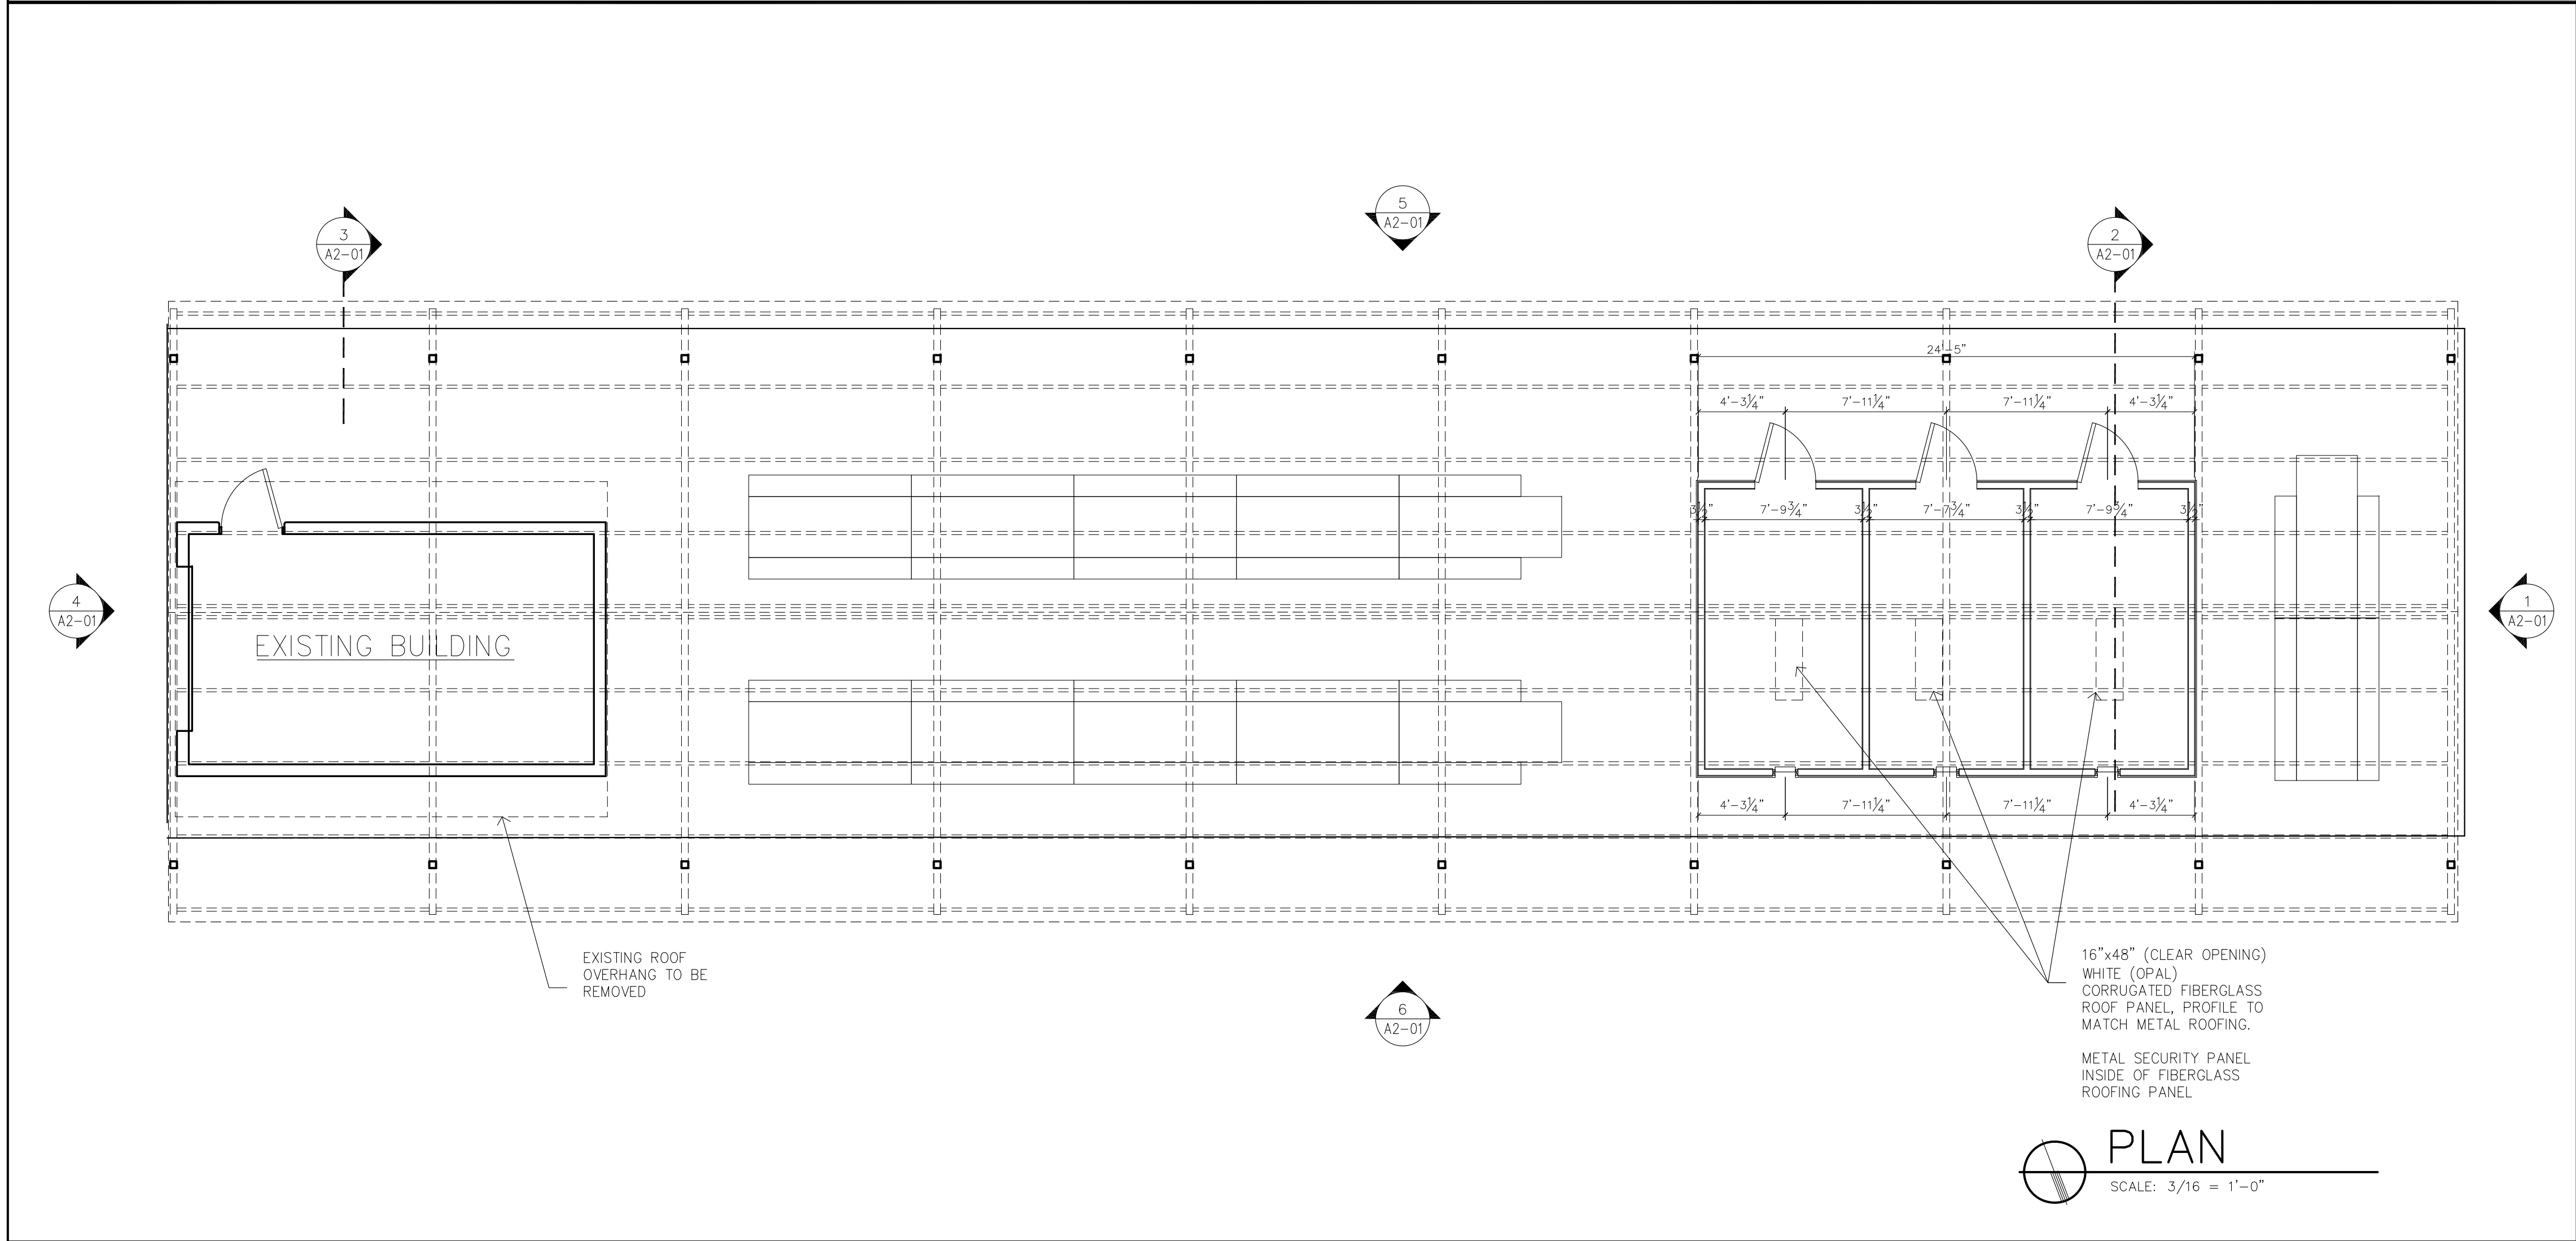 5
A2-01
3
A2-01
2
A2-01
24'-5"
4'-3¼" 7'-11¼" 7'-11¼" 4'-3¼"
3½" 7'-9¾" 3½" 7'-7¾" 3½" 7'-9¾" 3½"
4
A2-01
1
A2-01
EXISTING BUILDING
4'-3¼" 7'-11¼" 7'-11¼" 4'-3¼"
EXISTING ROOF
OVERHANG TO BE
REMOVED
6
A2-01
16"x48" (CLEAR OPENING)
WHITE (OPAL)
CORRUGATED FIBERGLASS
ROOF PANEL, PROFILE TO
MATCH METAL ROOFING.
METAL SECURITY PANEL
INSIDE OF FIBERGLASS
ROOFING PANEL
PLAN
SCALE: 3/16 = 1'-0"